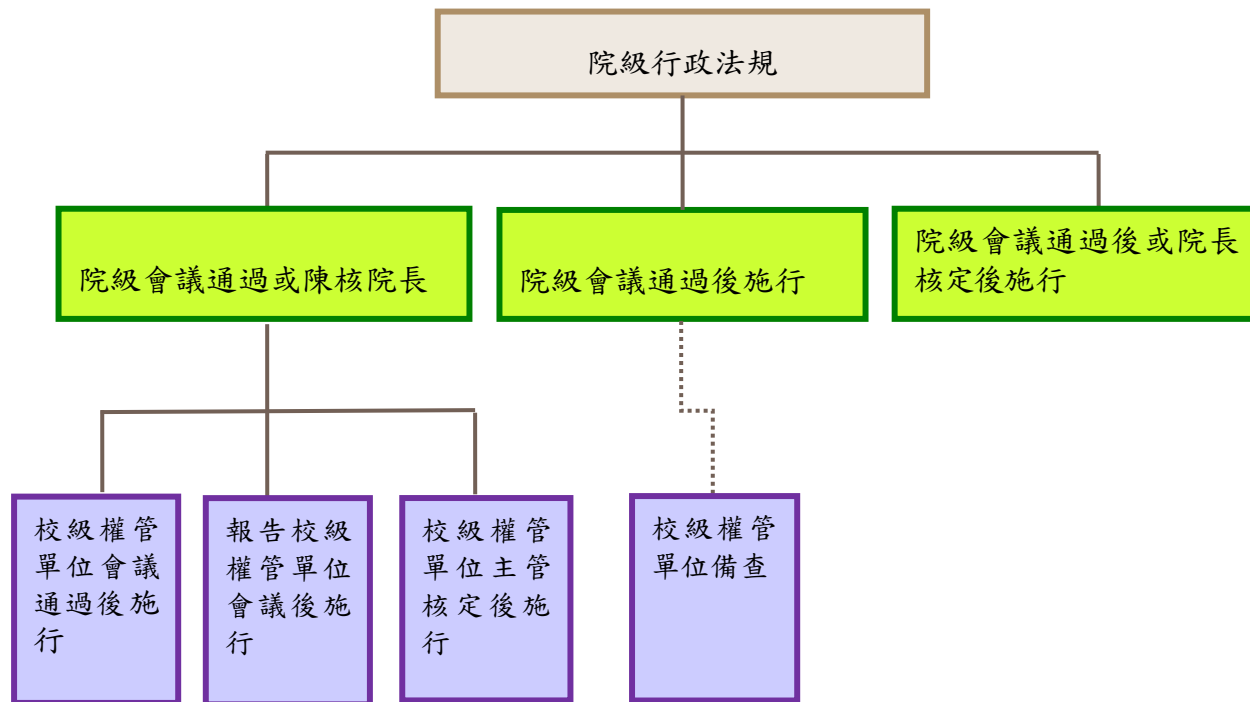 院級行政法規
院級會議通過或陳核院長
院級會議通過後施行
院級會議通過後或院長
核定後施行
校級權管
單位會議
通過後施
行
報告校級
權管單位
會議後施
行
校級權管
單位主管
核定後施
行
校級權管
單位備查